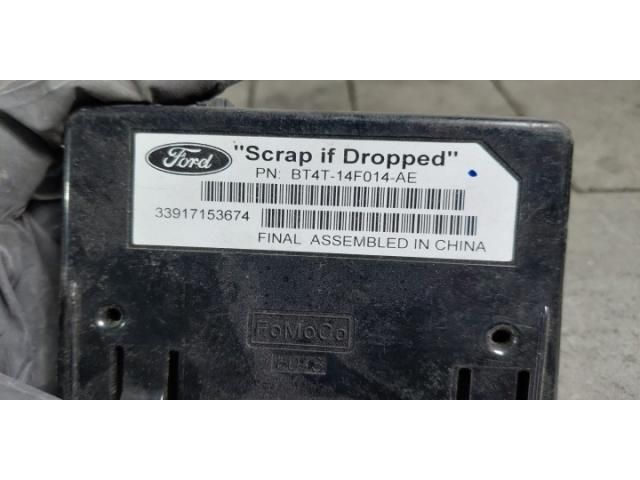 Ford "Scrap if Dropped"
PN: BT4T-14F014-AE
33917153674
FINAL ASSEMBLED IN CHINA
FoMoCo